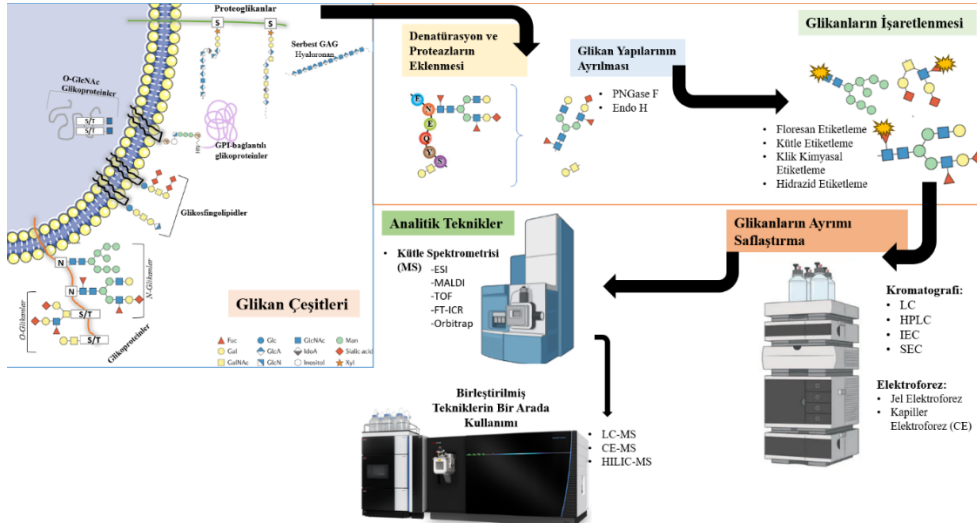 Proteoglikanlar
S
S
Serbest GAG
Hyaluronan
O-GlcNAc
Glikoproteinler
S/T
S/T
GPI-bağlantılı
glikoproteinler
Glikosfingolipidler
N
N
S/T
S/T
N-Glikanlar
O-Glikanlar
Glikoproteinler
Glikan Çeşitleri
Fuc
Glc
GlcNAc
Man
Gal
GlcA
IdoA
Sialic acid
GalNAc
GlcN
Inositol
Xyl
Denatürasyon ve
Proteazların
Eklenmesi
F
N
E
Q
Y
S
Glikan Yapılarının
Ayrılması
• PNGase F
• Endo H
Glikanların İşaretlenmesi
• Floresan Etiketleme
• Kütle Etiketleme
• Klik Kimyasal
Etiketleme
• Hidrazid Etiketleme
Glikanların Ayrımı
Saflaştırma
Kromatografi:
• LC
• HPLC
• IEC
• SEC
Elektroforez:
• Jel Elektroforez
• Kapiller
Elektroforez (CE)
Analitik Teknikler
• Kütle Spektrometrisi
(MS)
-ESI
-MALDI
-TOF
-FT-ICR
-Orbitrap
Birleştirilmiş
Tekniklerin Bir Arada
Kullanımı
• LC-MS
• CE-MS
• HILIC-MS